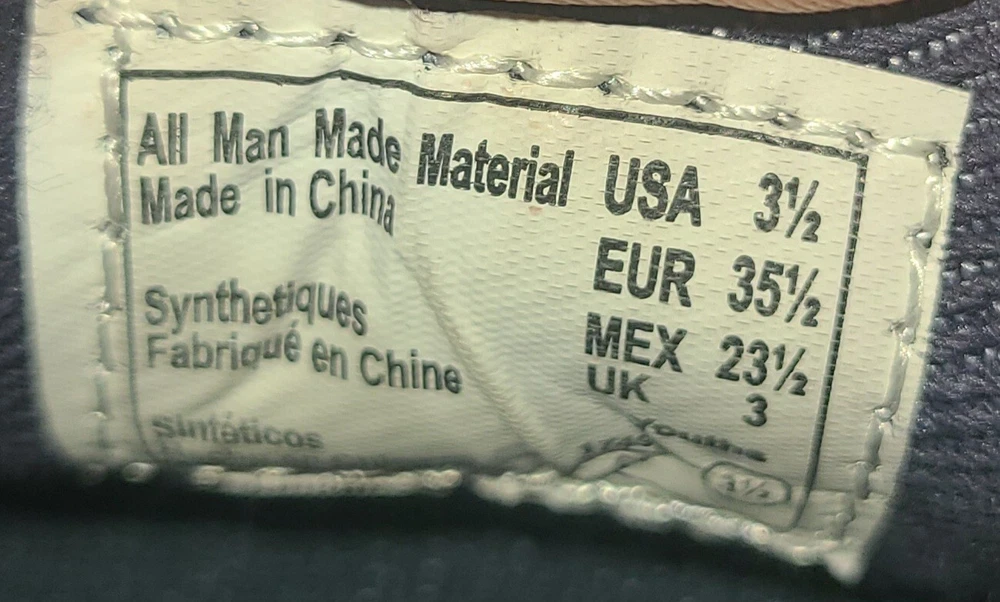 All Man Made Material USA 3½
Made in China
EUR 35½
Synthetiques
MEX 23½
Fabriqué en Chine
UK 3
Sintéticos
Youths
3½